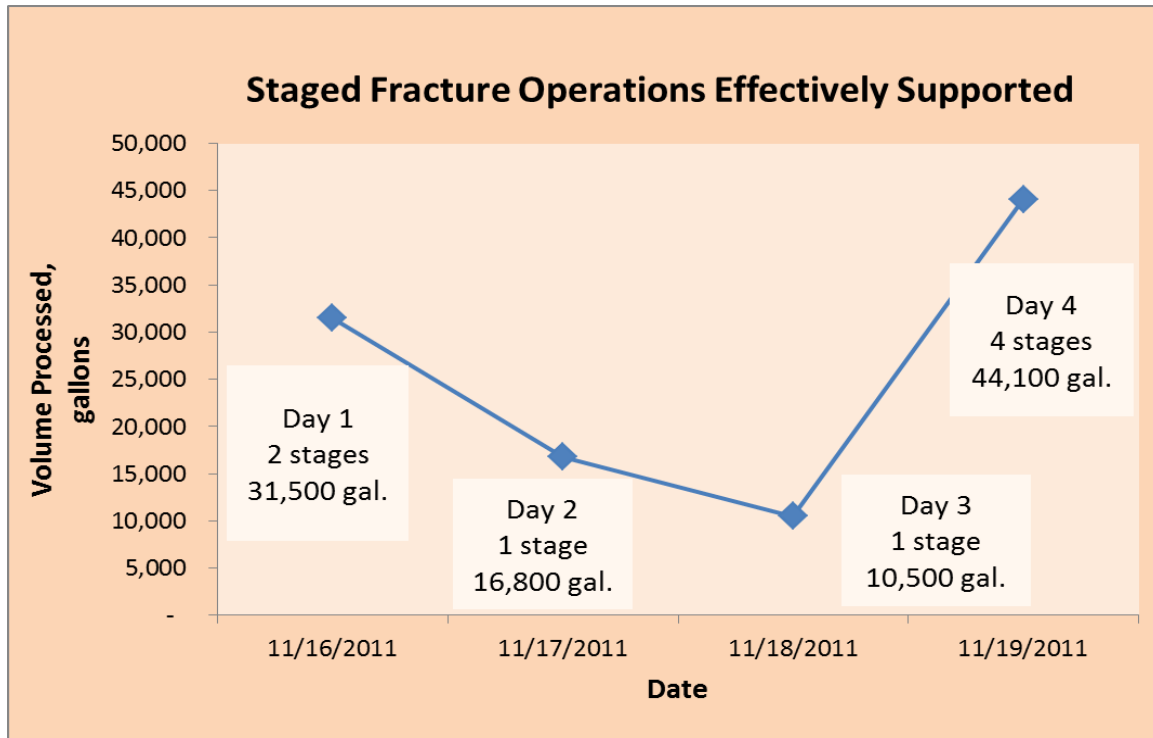 Staged Fracture Operations Effectively Supported
50,000
45,000
40,000
35,000
30,000
25,000
20,000
15,000
10,000
5,000
-
Volume Processed,
gallons
Day 1
2 stages
31,500 gal.
Day 2
1 stage
16,800 gal.
Day 3
1 stage
10,500 gal.
Day 4
4 stages
44,100 gal.
11/16/2011
11/17/2011
11/18/2011
11/19/2011
Date